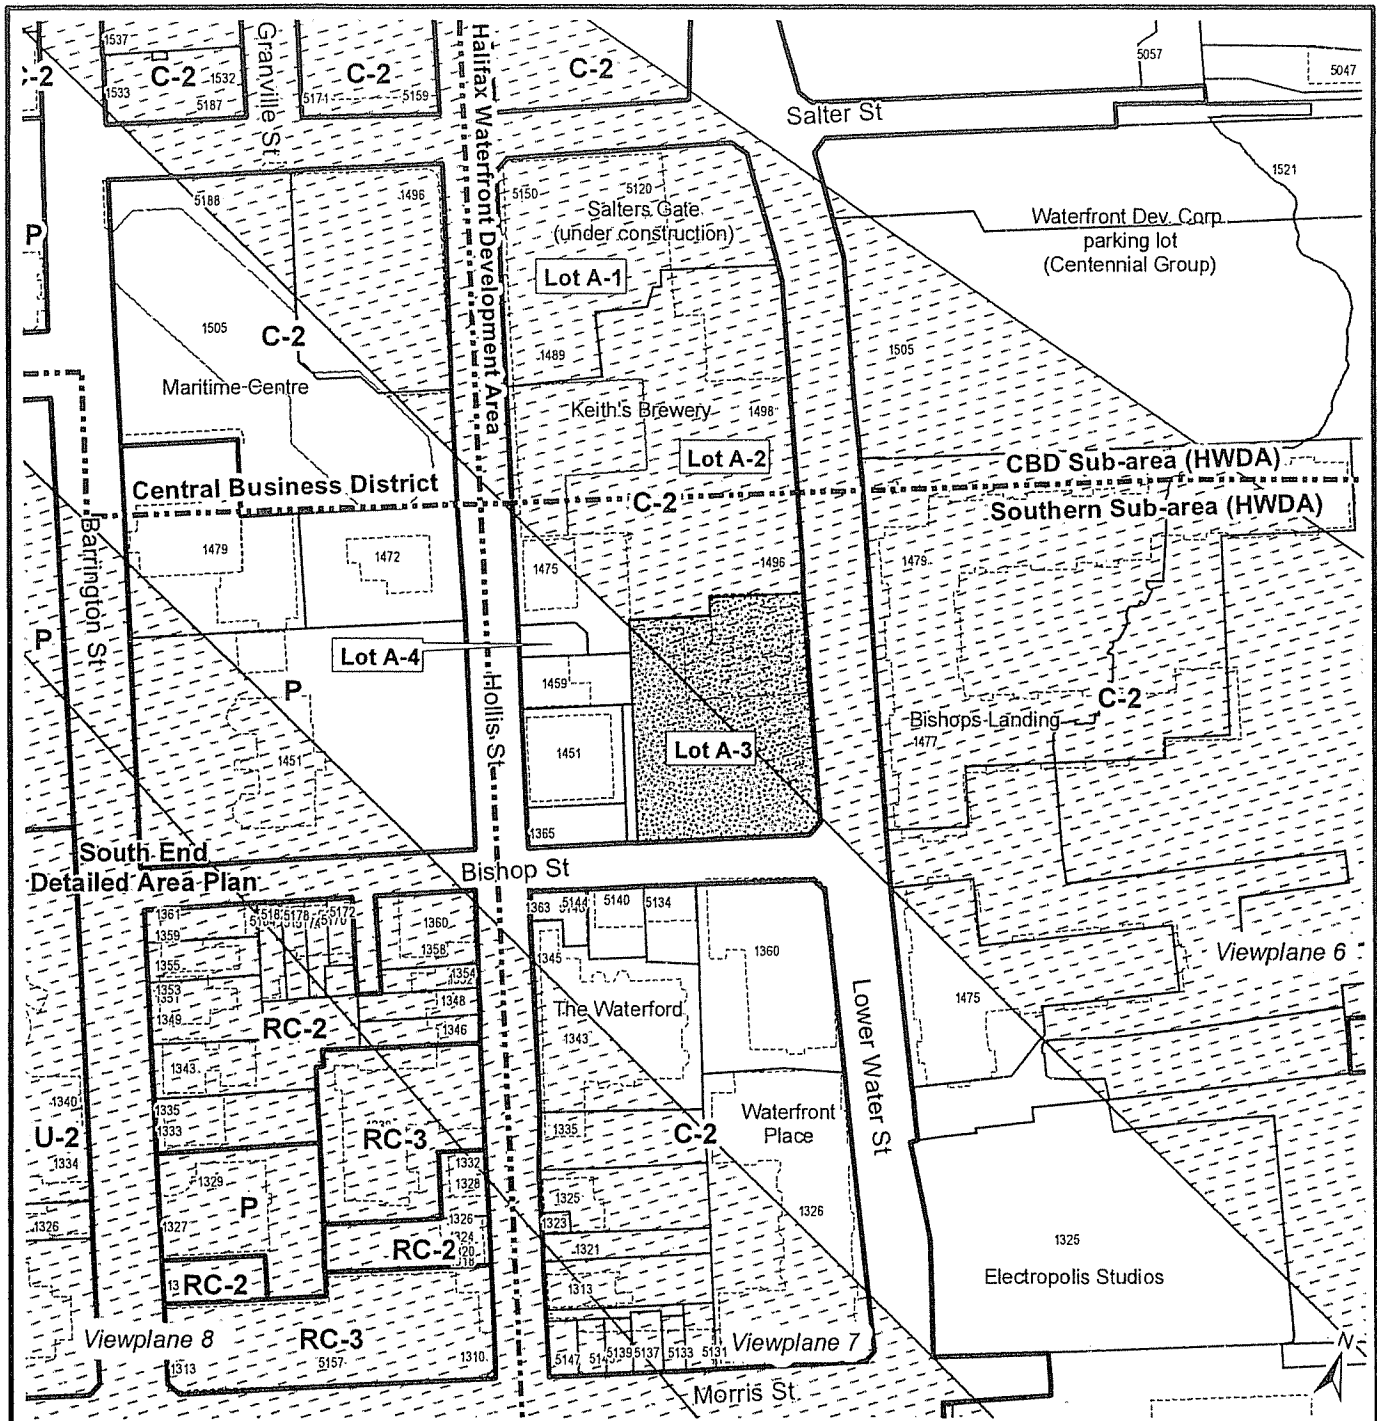 1537
C-2
1532
1533
5187
Granville St
C-2
5171
5159
Halifax Waterfront Development Area
C-2
5057
5047
Salter St
P
5188
1496
5150
5120
Salters Gate
(under construction)
Lot A-1
1521
Waterfront Dev. Corp
parking lot
(Centennial Group)
1505
C-2
Maritime Centre
1489
1505
Keith's Brewery
1498
Lot A-2
Central Business District
C-2
CBD Sub-area (HWDA)
Southern Sub-area (HWDA)
Barrington St
1479
1472
1475
1496
1479
P
Lot A-4
P
Hollis St
1459
C-2
Bishops Landing
1477
1451
1451
Lot A-3
1365
South End
Detailed Area Plan
Bishop St
1361
5178
5172
1360
1363
5144
5140
5134
1359
1358
1345
1360
Viewplane 6
1355
1354
1353
1351
1348
The Waterford
1475
1349
RC-2
1346
1343
Lower Water St
1343
1340
1335
1333
U-2
RC-3
1335
C-2
Waterfront
Place
1334
1332
1329
1328
1325
P
1326
1327
1326
1323
1326
1324
1321
1325
RC-2
RC-2
1313
Electropolis Studios
Viewplane 8
RC-3
Viewplane 7
1313
5157
1310
5147
5139
5137
5133
5131
Morris St
N